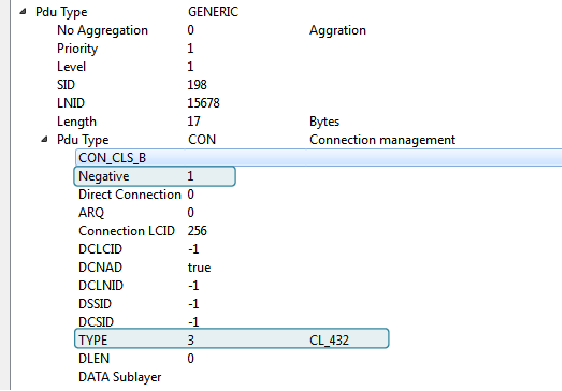 Pdu Type GENERIC
No Aggregation 0 Aggration
Priority 1
Level 1
SID 198
LNID 15678
Length 17 Bytes
Pdu Type CON Connection management
CON_CLS_B
Negative 1
Direct Connection 0
ARQ 0
Connection LCID 256
DCLCID -1
DCNAD true
DCLNID -1
DSSID -1
DCSID -1
TYPE 3 CL_432
DLEN 0
DATA Sublayer